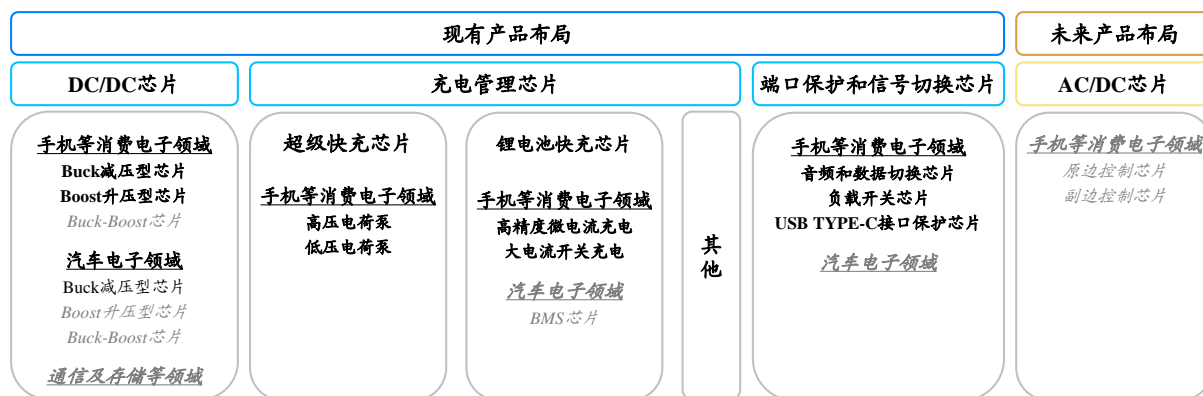 现有产品布局
未来产品布局
DC/DC芯片
充电管理芯片
端口保护和信号切换芯片
AC/DC芯片
手机等消费电子领域
Buck减压型芯片
Boost升压型芯片
Buck-Boost芯片
汽车电子领域
Buck减压型芯片
Boost升压型芯片
Buck-Boost芯片
通信及存储等领域
超级快充芯片
手机等消费电子领域
高压电荷泵
低压电荷泵
锂电池快充芯片
手机等消费电子领域
高精度微电流充电
大电流开关充电
汽车电子领域
BMS芯片
其
他
手机等消费电子领域
音频和数据切换芯片
负载开关芯片
USB TYPE-C接口保护芯片
汽车电子领域
手机等消费电子领域
原边控制芯片
副边控制芯片